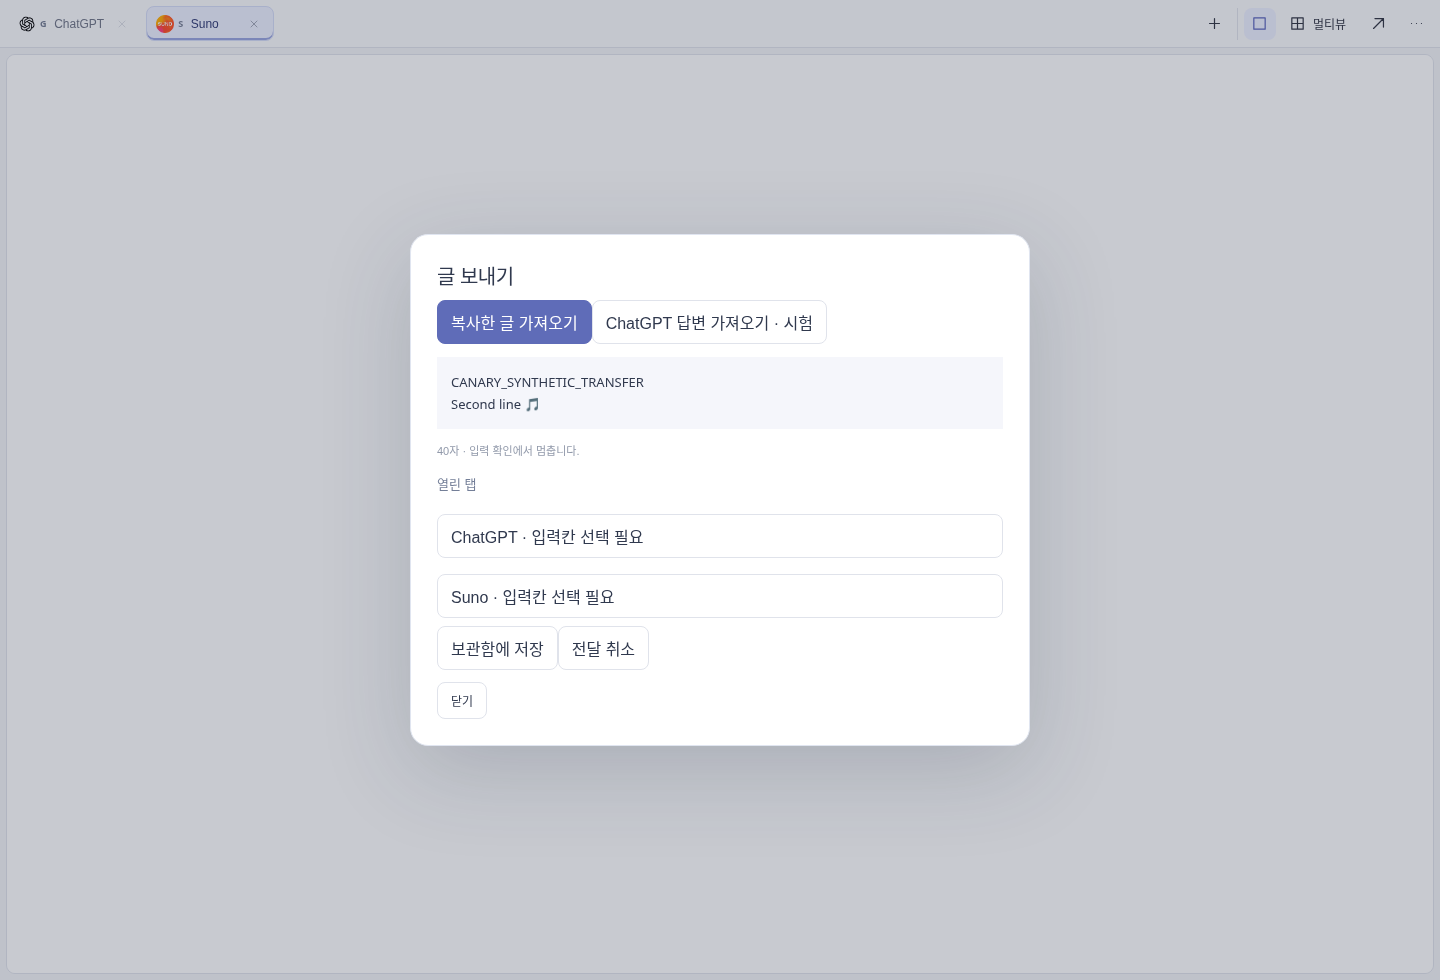 G ChatGPT
SUNO S Suno
멀티뷰
글 보내기
복사한 글 가져오기
ChatGPT 답변 가져오기 · 시험
CANARY_SYNTHETIC_TRANSFER
Second line 🎵
40자 · 입력 확인에서 멈춥니다.
열린 탭
ChatGPT · 입력칸 선택 필요
Suno · 입력칸 선택 필요
보관함에 저장
전달 취소
닫기